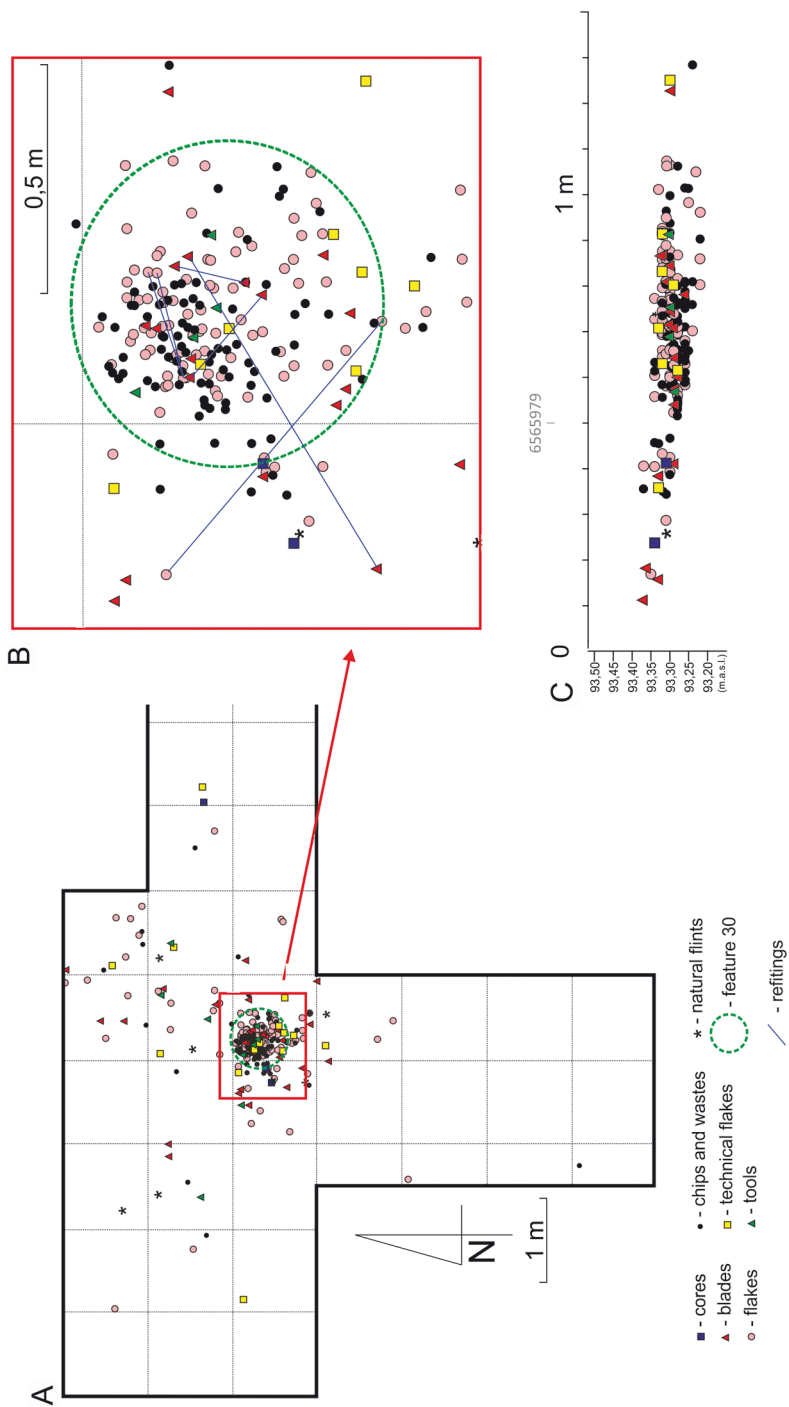 A
N
1 m
B
0,5 m
C
0
1 m
6565979
93,50
93,45
93,40
93,35
93,30
93,25
93,20
(m.a.s.l.)
- cores
- blades
- flakes
- chips and wastes
- technical flakes
- tools
* - natural flints
- feature 30
- refitings